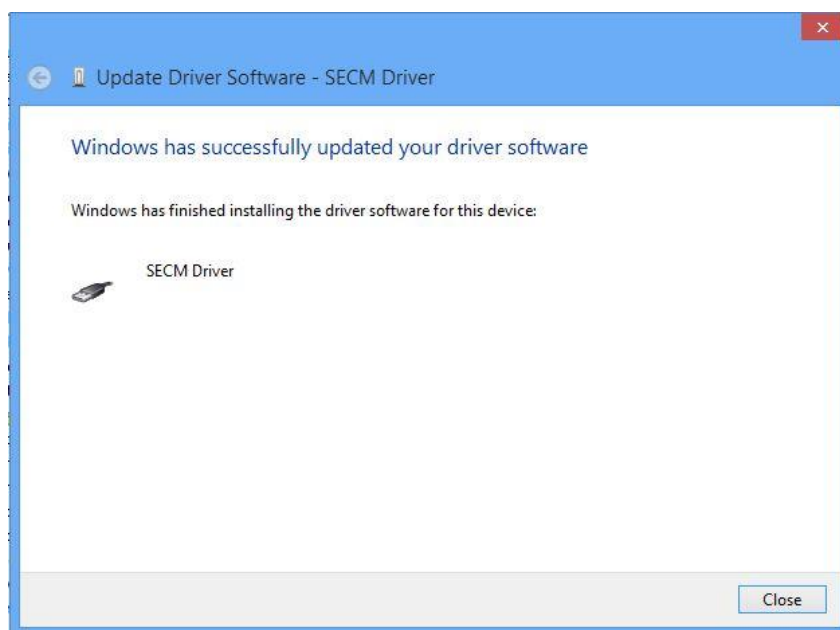 Update Driver Software - SECM Driver
Windows has successfully updated your driver software
Windows has finished installing the driver software for this device:
SECM Driver
Close